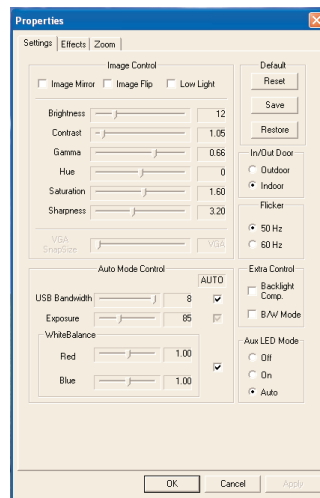 Properties
Settings Effects Zoom
Image Control
Image Mirror Image Flip Low Light
Brightness 12
Contrast 1.05
Gamma 0.66
Hue 0
Saturation 1.60
Sharpness 3.20
VGA SnapSize VGA
Default
Reset
Save
Restore
In/Out Door
Outdoor
Indoor
Flicker
50 Hz
60 Hz
Auto Mode Control
AUTO
USB Bandwidth 8
Exposure 85
WhiteBalance
Red 1.00
Blue 1.00
Extra Control
Backlight
Comp.
B/W Mode
Aux LED Mode
Off
On
Auto
OK Cancel Apply